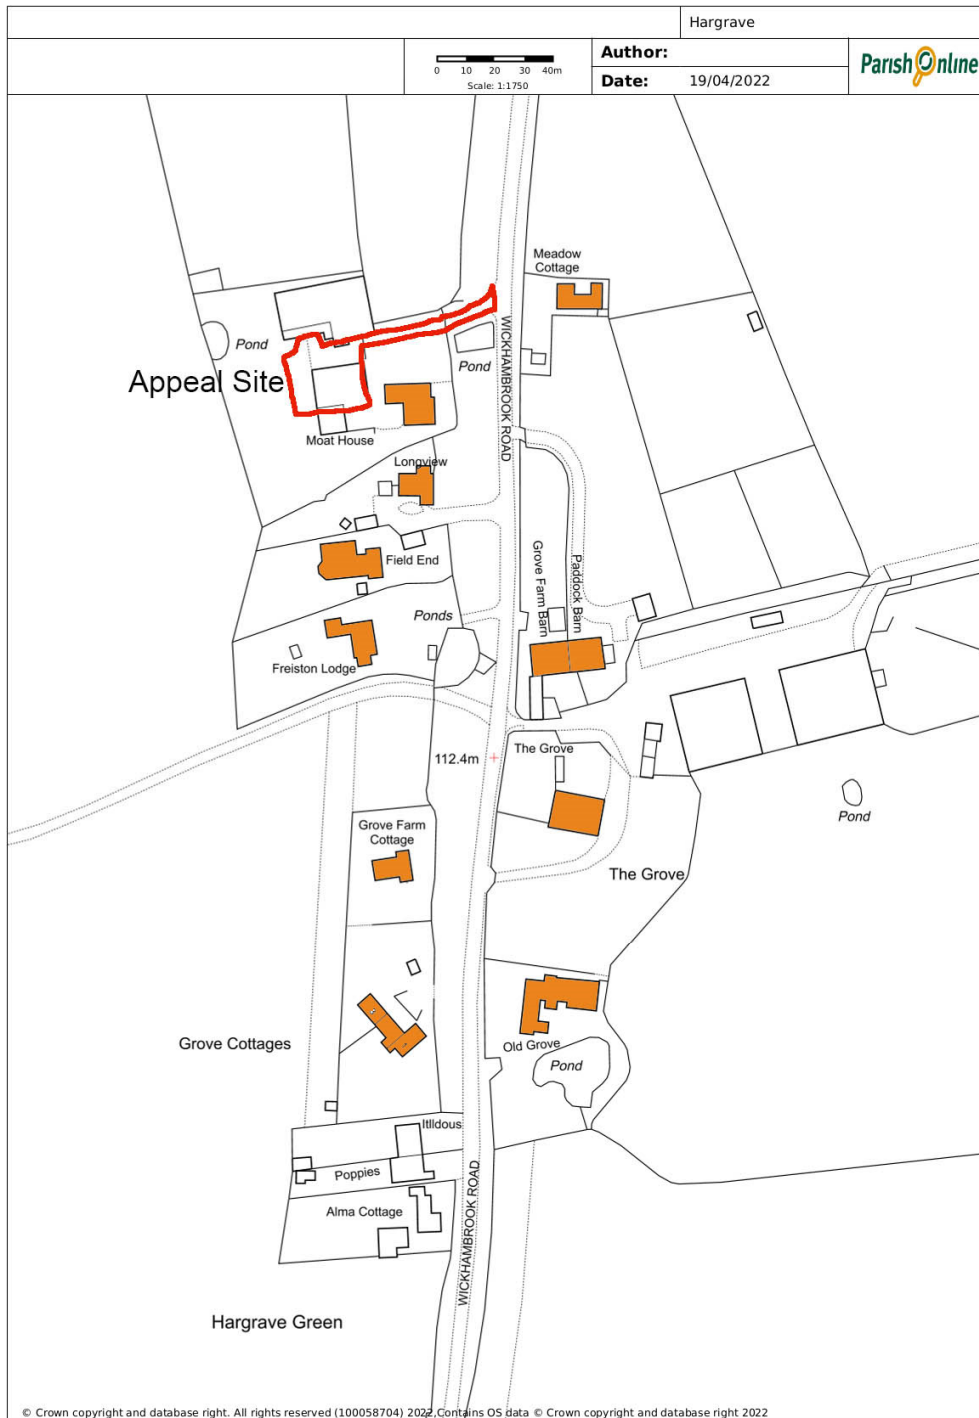 Hargrave
Author:
Date: 19/04/2022
0 10 20 30 40m
Scale: 1:1750
Parish Online
Meadow
Cottage
WICKHAMBROOK ROAD
Pond
Pond
Appeal Site
Moat House
Longview
Field End
Grove Farm Barn
Paddock Barn
Ponds
Freiston Lodge
The Grove
112.4m
Pond
Grove Farm
Cottage
The Grove
Grove Cottages
Old Grove
Pond
Itlldous
Poppies
Alma Cottage
WICKHAMBROOK ROAD
Hargrave Green
© Crown copyright and database right. All rights reserved (100058704) 2022,Contains OS data © Crown copyright and database right 2022